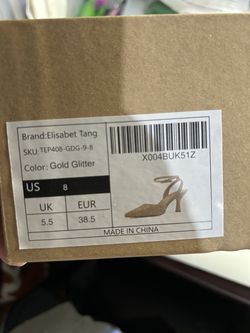 Brand:Elisabet Tang
SKU:TEP408-GDG-9-8
Color: Gold Glitter
X004BUK51Z
US 8
UK EUR
5.5 38.5
MADE IN CHINA